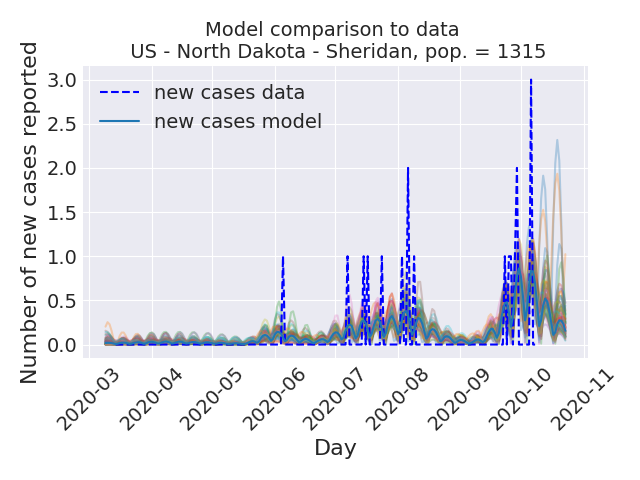 Model comparison to data
US - North Dakota - Sheridan, pop. = 1315
Number of new cases reported
3.0
2.5
2.0
1.5
1.0
0.5
0.0
new cases data
new cases model
2020-03
2020-04
2020-05
2020-06
2020-07
2020-08
2020-09
2020-10
2020-11
Day